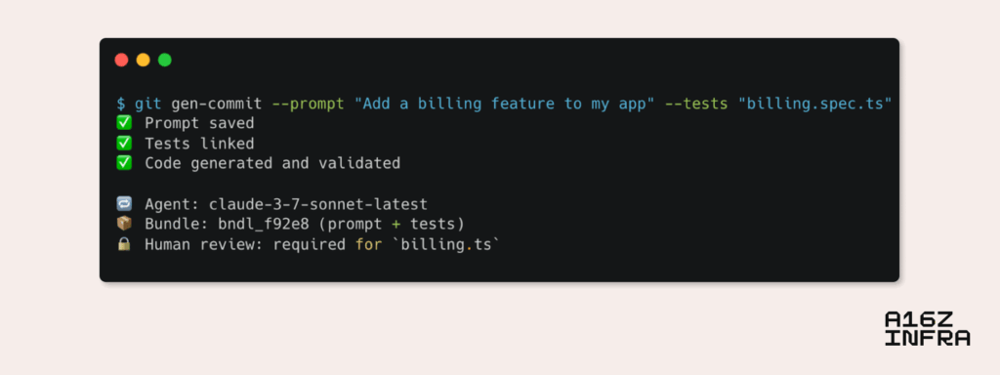 $ git gen-commit --prompt "Add a billing feature to my app" --tests "billing.spec.ts"
✅ Prompt saved
✅ Tests linked
✅ Code generated and validated
🔁 Agent: claude-3-7-sonnet-latest
📦 Bundle: bndl_f92e8 (prompt + tests)
🔒 Human review: required for `billing.ts`
A16Z
INFRA